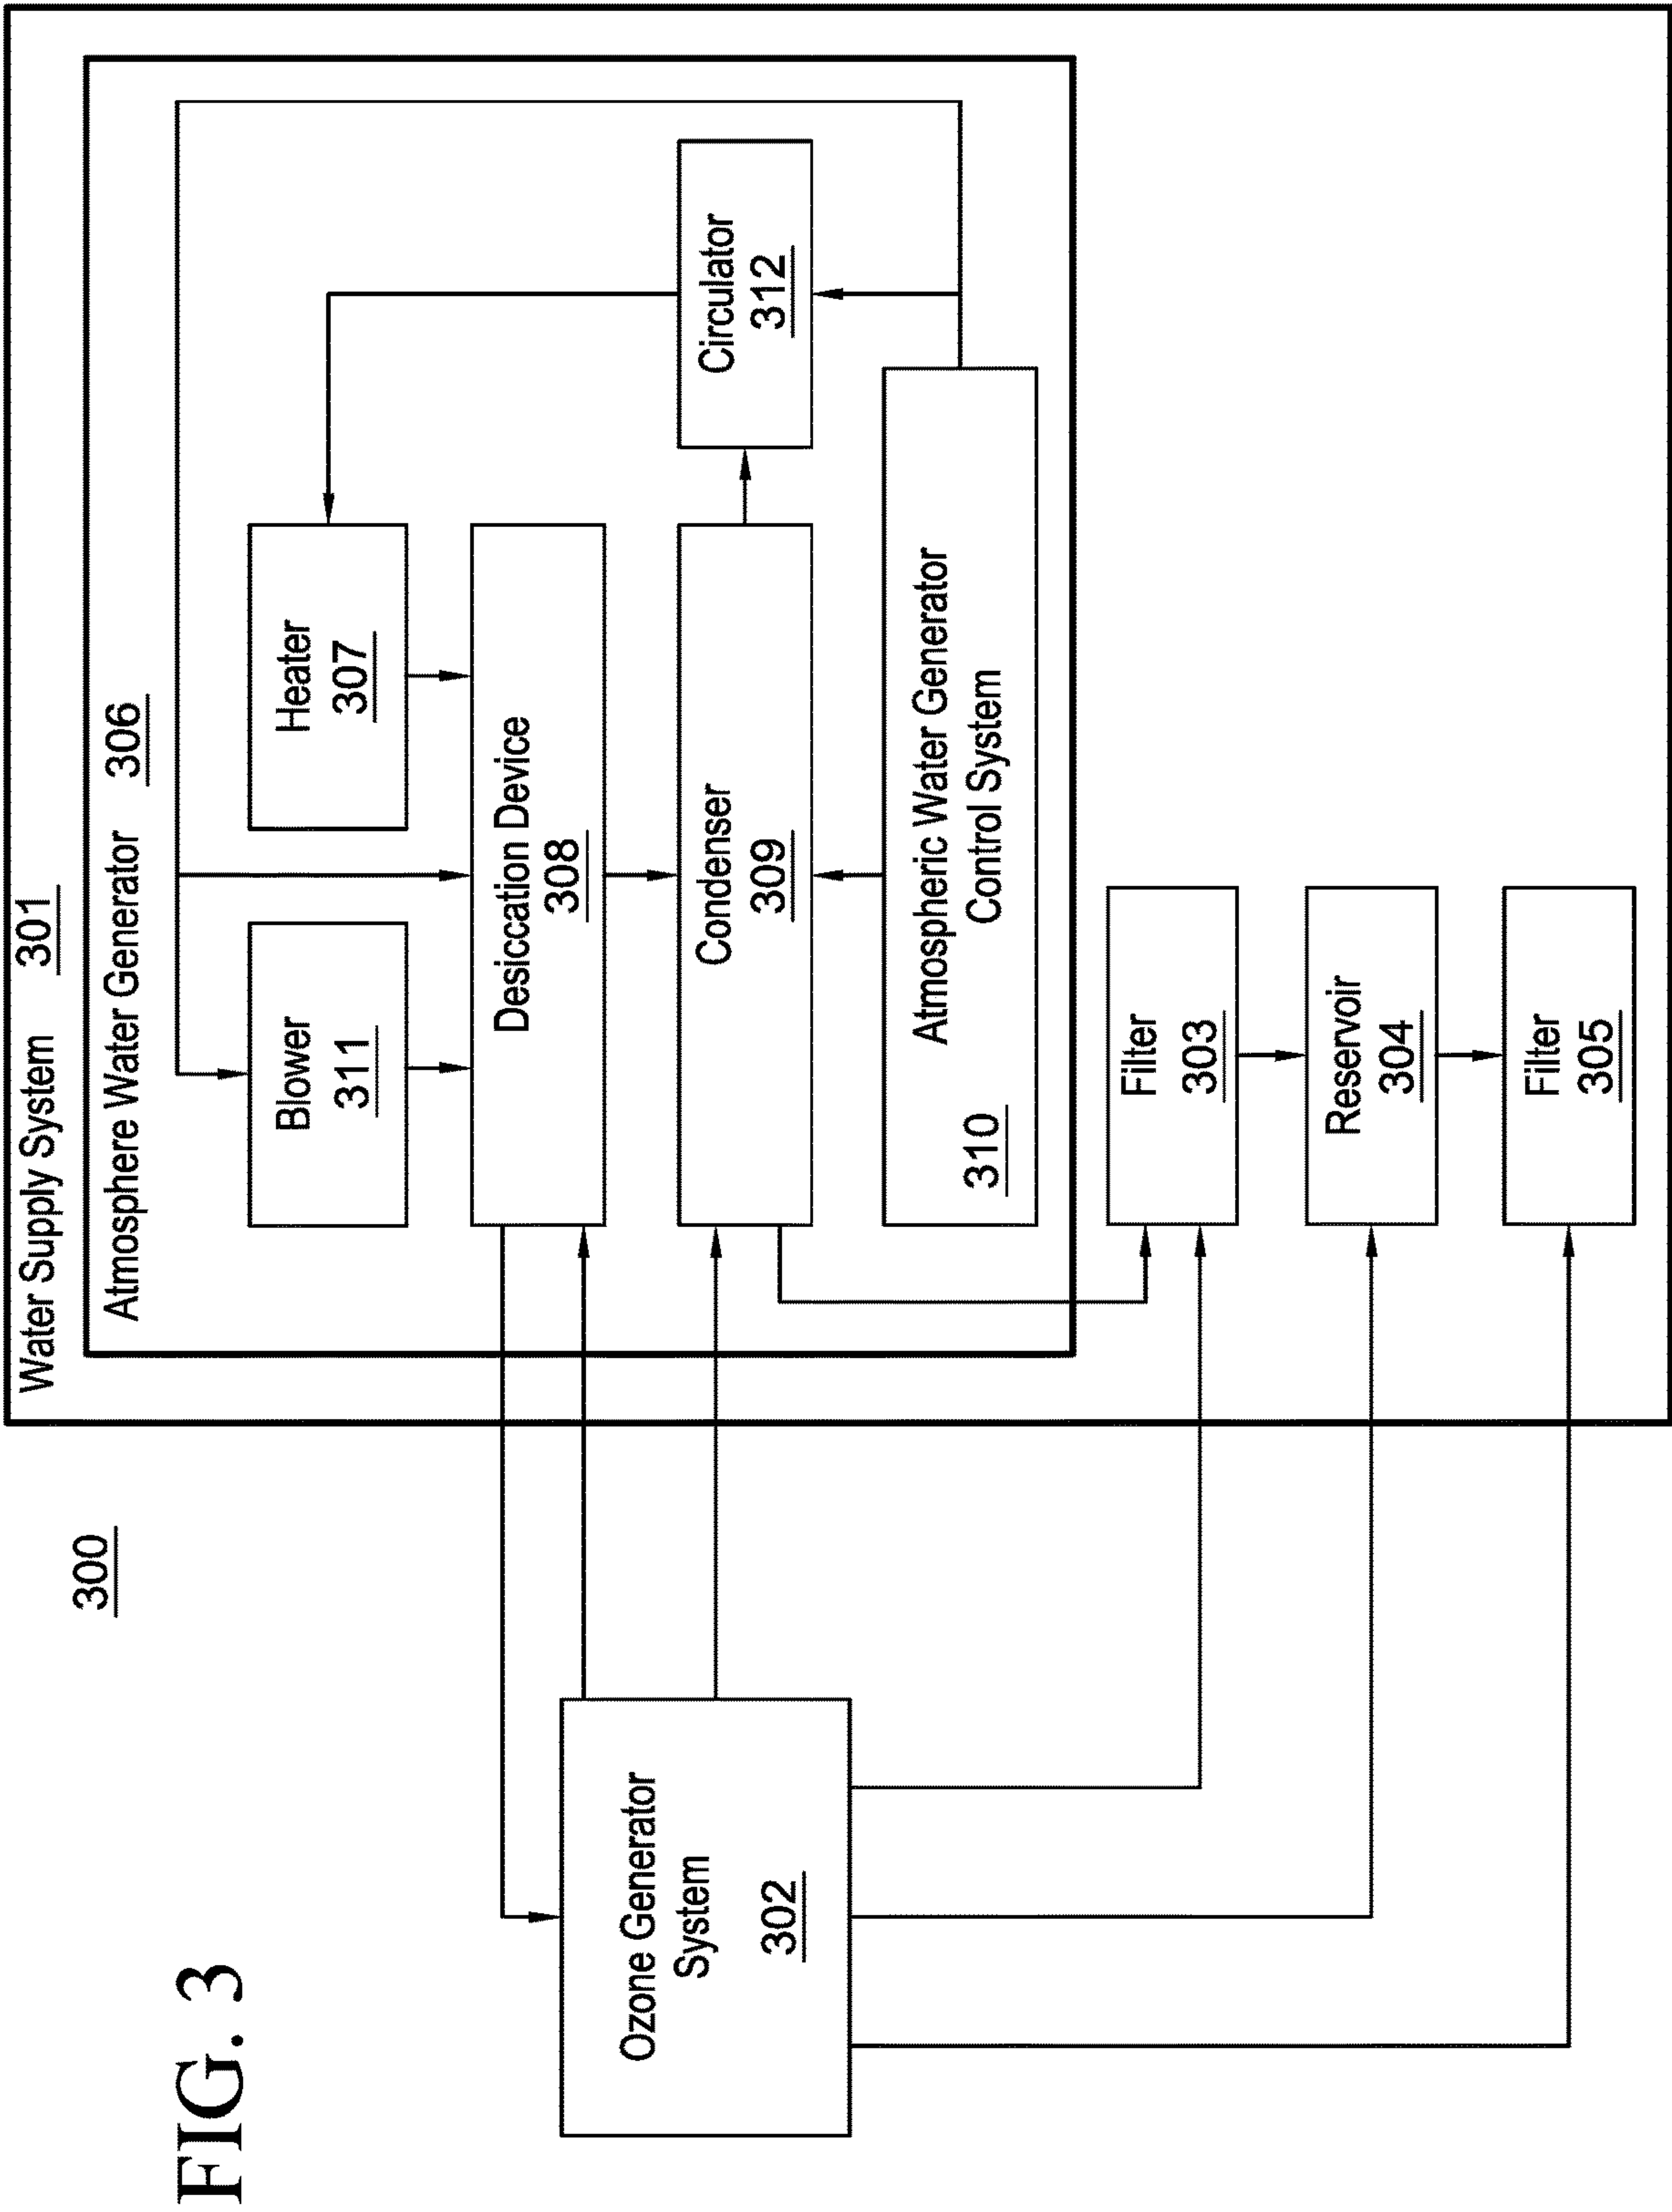 FIG. 3
300
Water Supply System 301
Atmosphere Water Generator 306
Blower
311
Heater
307
Desiccation Device
308
Condenser
309
Circulator
312
Atmospheric Water Generator
Control System
310
Ozone Generator
System
302
Filter
303
Reservoir
304
Filter
305